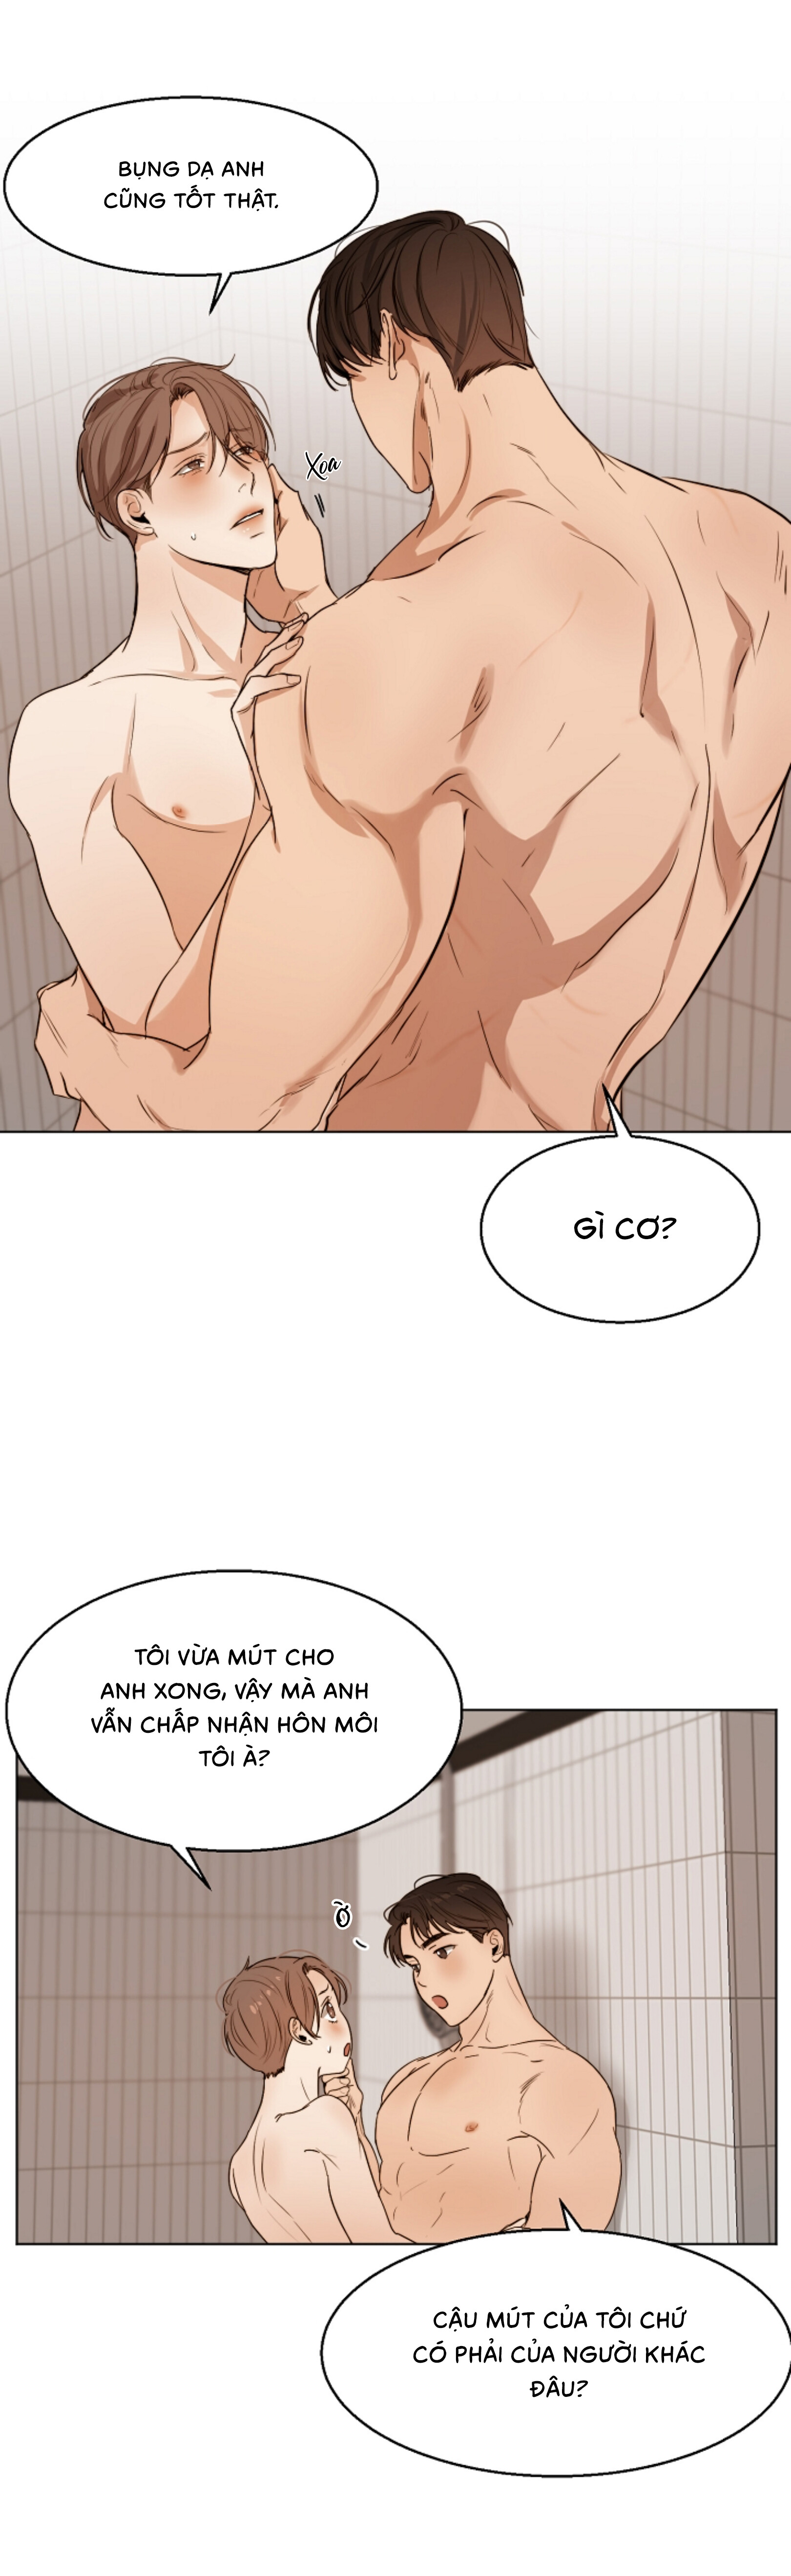 BỤNG DẠ ANH
CŨNG TỐT THẬT.
Xoa
GÌ CƠ?
TÔI VỪA MÚT CHO
ANH XONG, VẬY MÀ ANH
VẪN CHẤP NHẬN HÔN MÔI
TÔI À?
Ờ
CẬU MÚT CỦA TÔI CHỨ
CÓ PHẢI CỦA NGƯỜI KHÁC
ĐÂU?